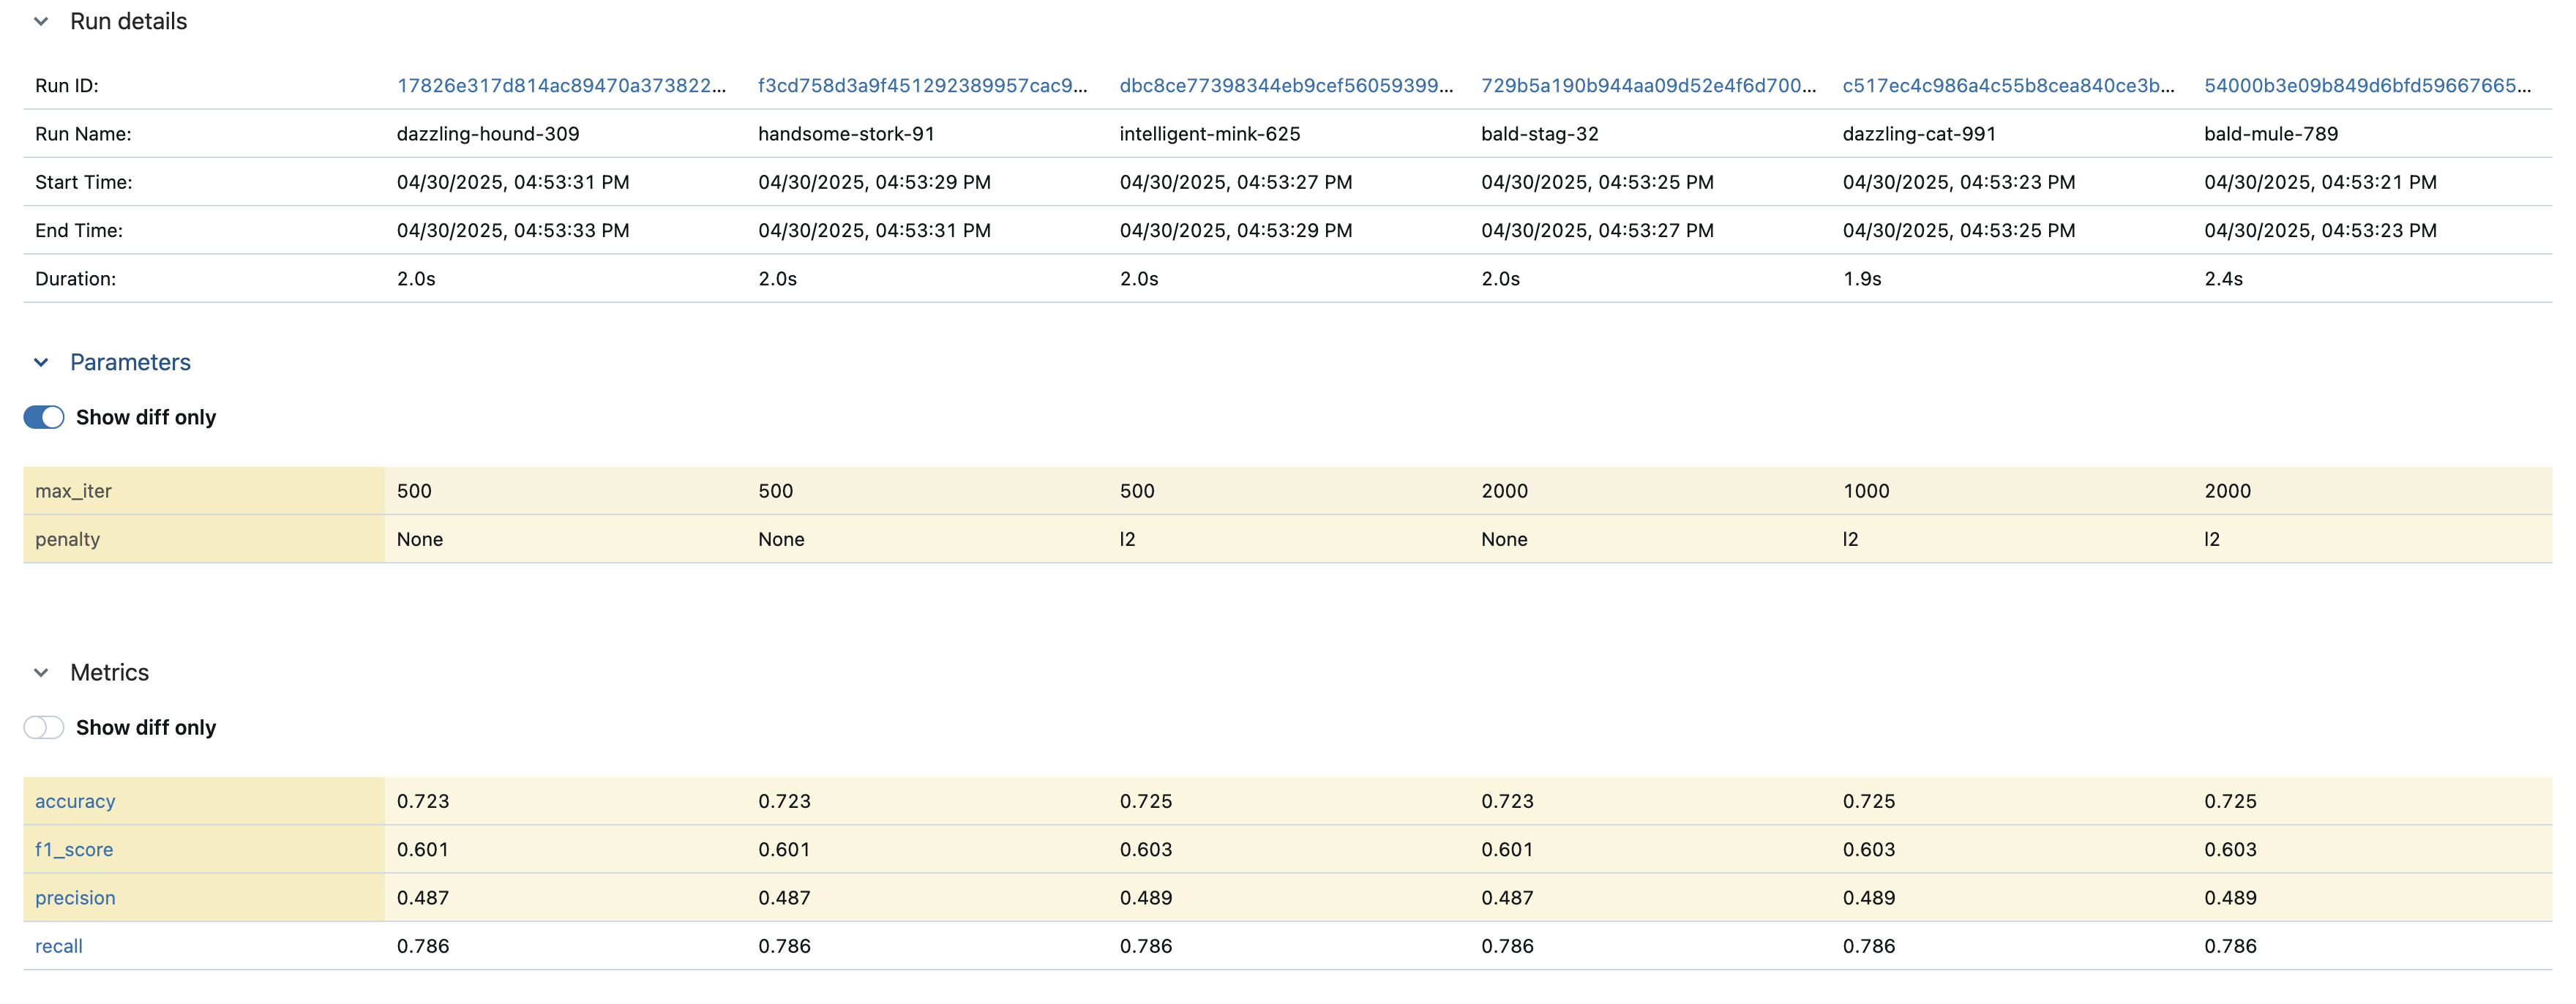 Run details
Run ID: 17826e317d814ac89470a373822... f3cd758d3a9f451292389957cac9... dbc8ce77398344eb9cef56059399... 729b5a190b944aa09d52e4f6d700... c517ec4c986a4c55b8cea840ce3b... 54000b3e09b849d6bfd59667665...
Run Name: dazzling-hound-309 handsome-stork-91 intelligent-mink-625 bald-stag-32 dazzling-cat-991 bald-mule-789
Start Time: 04/30/2025, 04:53:31 PM 04/30/2025, 04:53:29 PM 04/30/2025, 04:53:27 PM 04/30/2025, 04:53:25 PM 04/30/2025, 04:53:23 PM 04/30/2025, 04:53:21 PM
End Time: 04/30/2025, 04:53:33 PM 04/30/2025, 04:53:31 PM 04/30/2025, 04:53:29 PM 04/30/2025, 04:53:27 PM 04/30/2025, 04:53:25 PM 04/30/2025, 04:53:23 PM
Duration: 2.0s 2.0s 2.0s 2.0s 1.9s 2.4s
Parameters
Show diff only
max_iter 500 500 500 2000 1000 2000
penalty None None l2 None l2 l2
Metrics
Show diff only
accuracy 0.723 0.723 0.725 0.723 0.725 0.725
f1_score 0.601 0.601 0.603 0.601 0.603 0.603
precision 0.487 0.487 0.489 0.487 0.489 0.489
recall 0.786 0.786 0.786 0.786 0.786 0.786